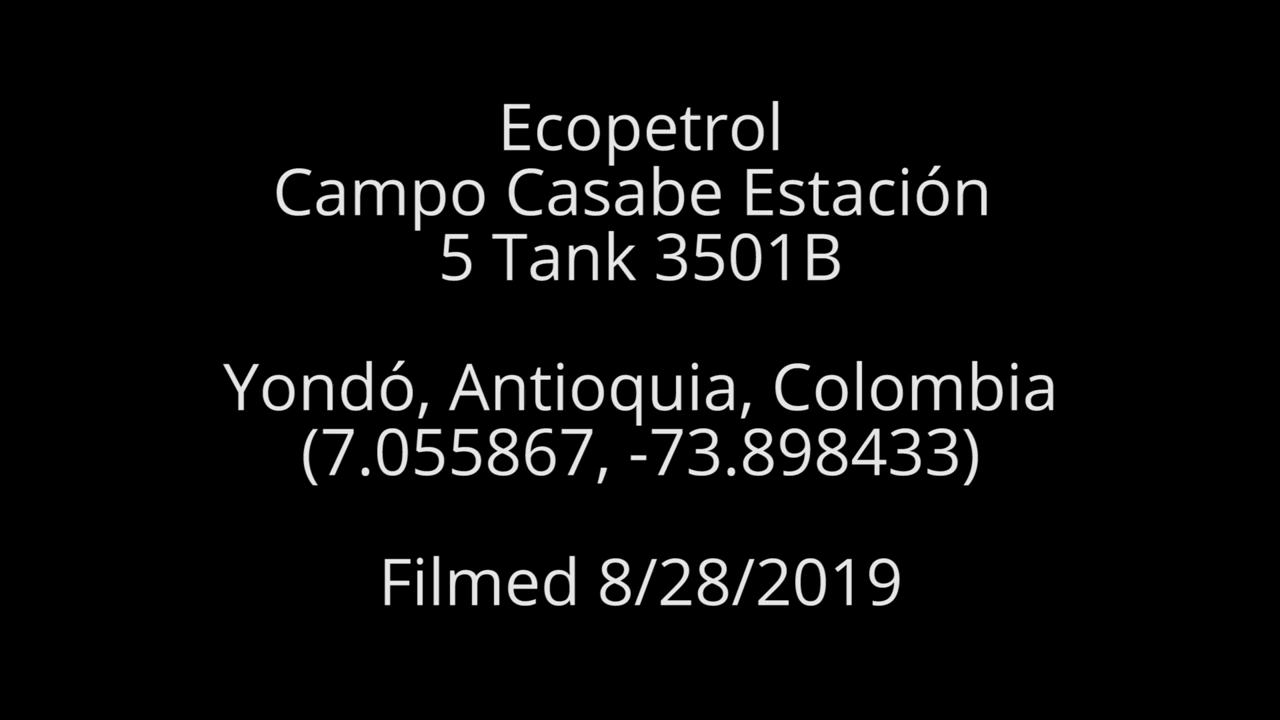 Ecopetrol
Campo Casabe Estación
5 Tank 3501B
Yondó, Antioquia, Colombia
(7.055867, -73.898433)
Filmed 8/28/2019